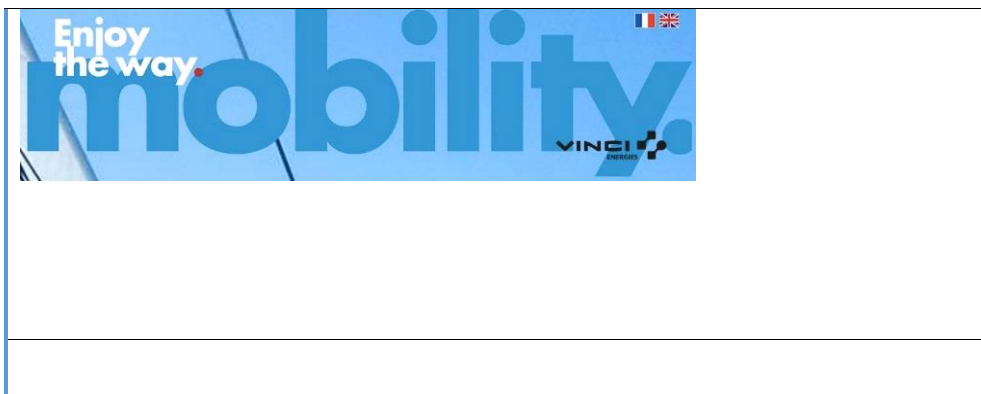 Enjoy
the way.
mobility.
VINCI
ENERGIES